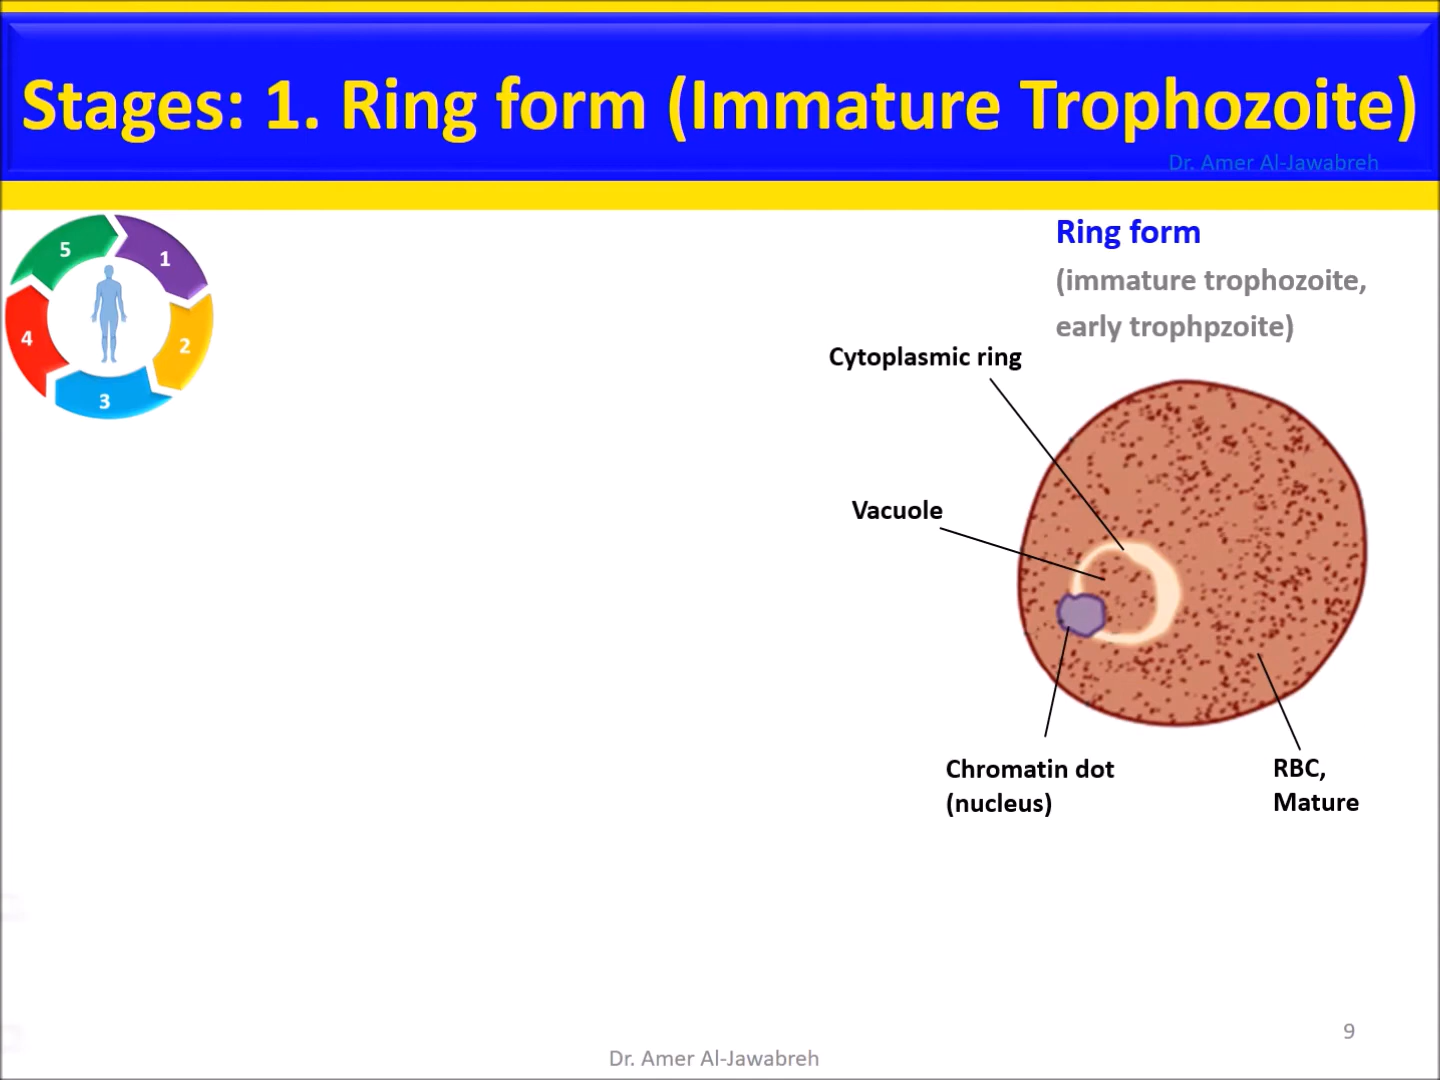 Stages: 1. Ring form (Immature Trophozoite)
Dr. Amer Al-Jawabreh
5
1
4
2
3
Ring form
(immature trophozoite,
early trophpzoite)
Cytoplasmic ring
Vacuole
Chromatin dot
(nucleus)
RBC,
Mature
9
Dr. Amer Al-Jawabreh